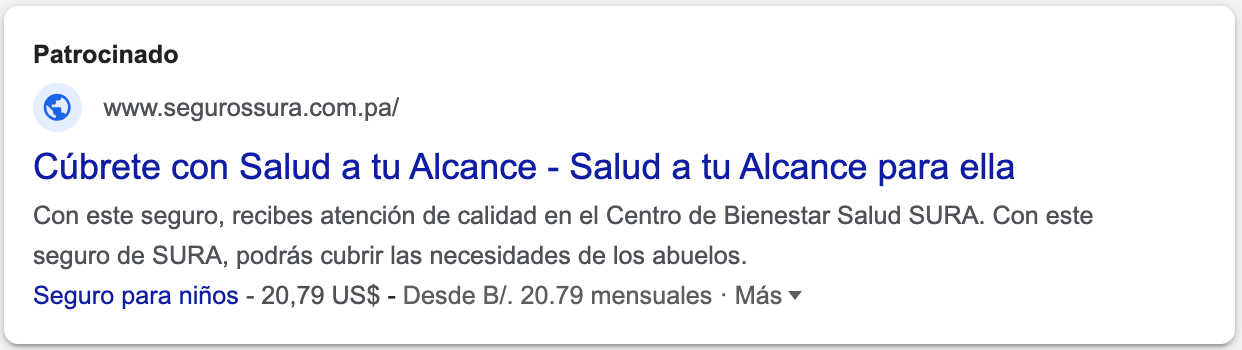 Patrocinado
www.segurossura.com.pa/
Cúbrete con Salud a tu Alcance - Salud a tu Alcance para ella
Con este seguro, recibes atención de calidad en el Centro de Bienestar Salud SURA. Con este
seguro de SURA, podrás cubrir las necesidades de los abuelos.
Seguro para niños - 20,79 US$ - Desde B/. 20.79 mensuales · Más